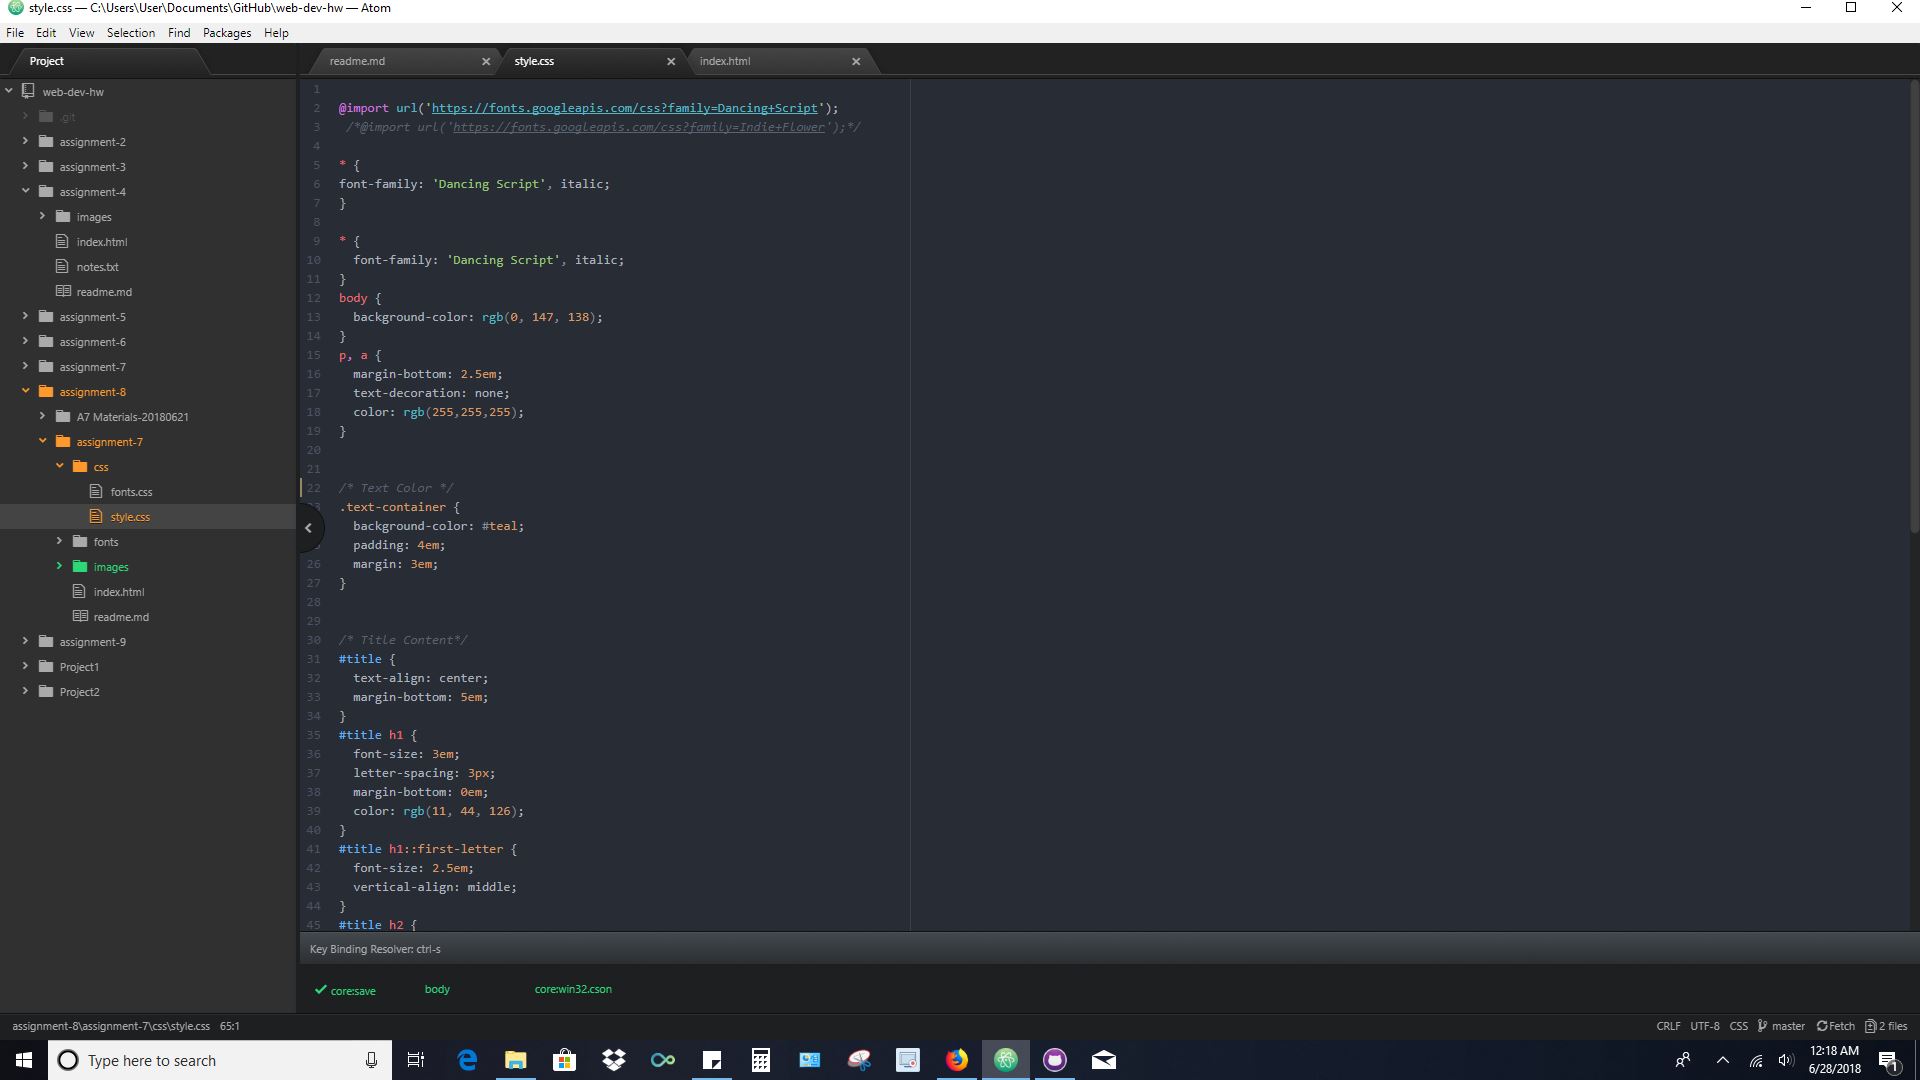 style.css — C:\Users\User\Documents\GitHub\web-dev-hw — Atom
File Edit View Selection Find Packages Help
Project
readme.md
style.css
index.html
web-dev-hw
.git
assignment-2
assignment-3
assignment-4
images
index.html
notes.txt
readme.md
assignment-5
assignment-6
assignment-7
assignment-8
A7 Materials-20180621
assignment-7
css
fonts.css
style.css
fonts
images
index.html
readme.md
assignment-9
Project1
Project2
1
2 @import url('https://fonts.googleapis.com/css?family=Dancing+Script');
3 /*@import url('https://fonts.googleapis.com/css?family=Indie+Flower');*/
4
5 * {
6 font-family: 'Dancing Script', italic;
7 }
8
9 * {
10 font-family: 'Dancing Script', italic;
11 }
12 body {
13 background-color: rgb(0, 147, 138);
14 }
15 p, a {
16 margin-bottom: 2.5em;
17 text-decoration: none;
18 color: rgb(255,255,255);
19 }
20
21
22 /* Text Color */
.text-container {
background-color: #teal;
padding: 4em;
26 margin: 3em;
27 }
28
29
30 /* Title Content*/
31 #title {
32 text-align: center;
33 margin-bottom: 5em;
34 }
35 #title h1 {
36 font-size: 3em;
37 letter-spacing: 3px;
38 margin-bottom: 0em;
39 color: rgb(11, 44, 126);
40 }
41 #title h1::first-letter {
42 font-size: 2.5em;
43 vertical-align: middle;
44 }
45 #title h2 {
Key Binding Resolver: ctrl-s
core:save body core:win32.cson
assignment-8\assignment-7\css\style.css 65:1
CRLF UTF-8 CSS master Fetch 2 files
Type here to search
12:18 AM
6/28/2018
1